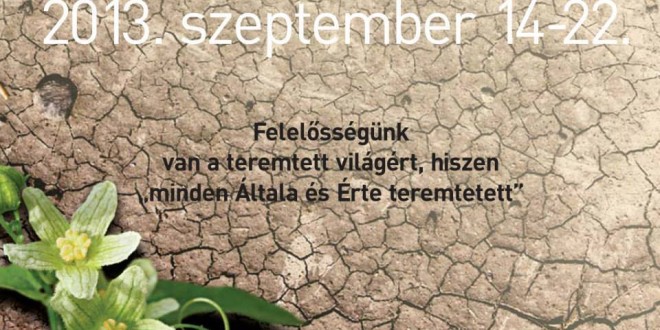 2013. szeptember 14-22.
Felelősségünk
van a teremtett világért, hiszen
„minden Általa és Érte teremtetett”